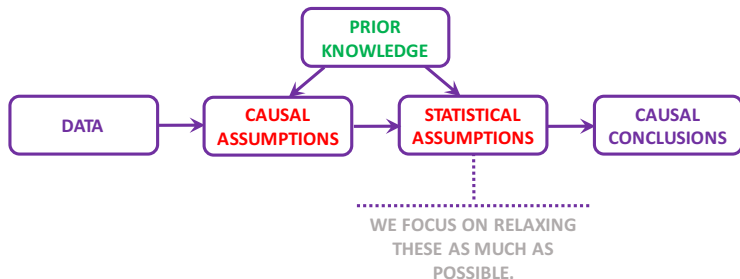 PRIOR
KNOWLEDGE
DATA
CAUSAL
ASSUMPTIONS
STATISTICAL
ASSUMPTIONS
CAUSAL
CONCLUSIONS
WE FOCUS ON RELAXING
THESE AS MUCH AS
POSSIBLE.